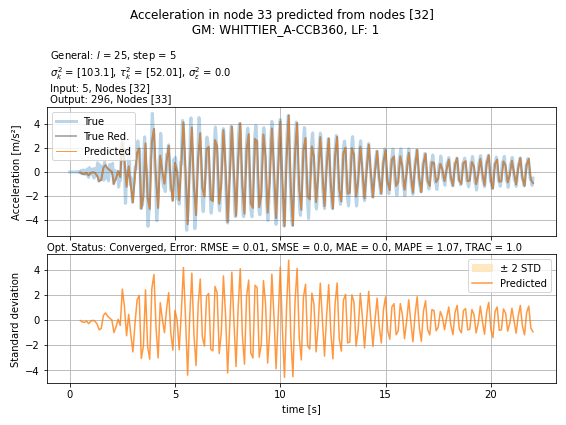 Acceleration in node 33 predicted from nodes [32]
GM: WHITTIER_A-CCB360, LF: 1
General: l = 25, step = 5
σ²ₖ = [103.1], τ²ₖ = [52.01], σ²ε = 0.0
Input: 5, Nodes [32]
Output: 296, Nodes [33]
Acceleration [m/s²]
4
2
0
−2
−4
True
True Red.
Predicted
Opt. Status: Converged, Error: RMSE = 0.01, SMSE = 0.0, MAE = 0.0, MAPE = 1.07, TRAC = 1.0
Standard deviation
4
2
0
−2
−4
± 2 STD
Predicted
0 5 10 15 20
time [s]